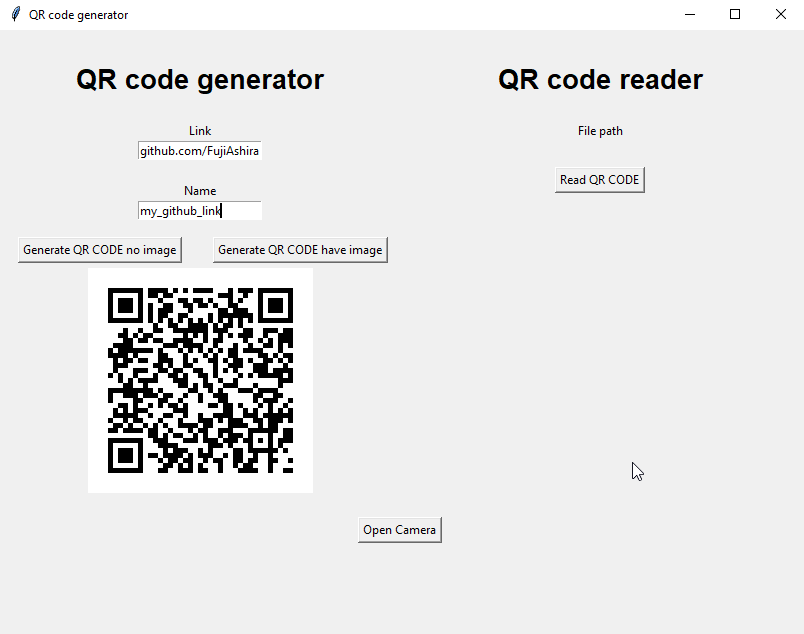 QR code generator
QR code generator
Link
github.com/FujiAshira
Name
my_github_link
Generate QR CODE no image
Generate QR CODE have image
QR code reader
File path
Read QR CODE
Open Camera